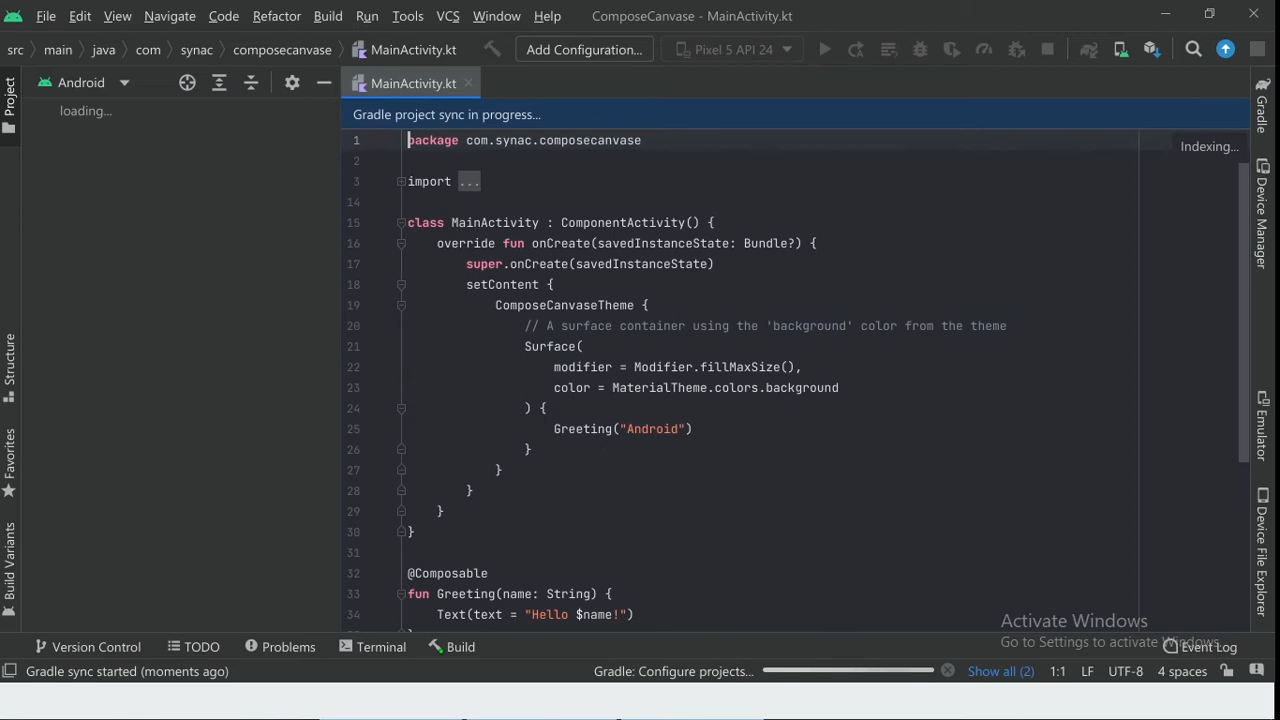 File Edit View Navigate Code Refactor Build Run Tools VCS Window Help ComposeCanvase - MainActivity.kt
src main java com synac composecanvase MainActivity.kt Add Configuration... Pixel 5 API 24
Android MainActivity.kt
loading...
Gradle project sync in progress...
Indexing...
1 package com.synac.composecanvase
2
3 import ...
14
15 class MainActivity : ComponentActivity() {
16 override fun onCreate(savedInstanceState: Bundle?) {
17 super.onCreate(savedInstanceState)
18 setContent {
19 ComposeCanvaseTheme {
20 // A surface container using the 'background' color from the theme
21 Surface(
22 modifier = Modifier.fillMaxSize(),
23 color = MaterialTheme.colors.background
24 ) {
25 Greeting("Android")
26 }
27 }
28 }
29 }
30 }
31
32 @Composable
33 fun Greeting(name: String) {
34 Text(text = "Hello $name!")
Project
Structure
Favorites
Build Variants
Gradle
Device Manager
Emulator
Device File Explorer
Activate Windows
Go to Settings to activate Windows.
Version Control TODO Problems Terminal Build Event Log
Gradle sync started (moments ago) Gradle: Configure projects... Show all (2) 1:1 LF UTF-8 4 spaces